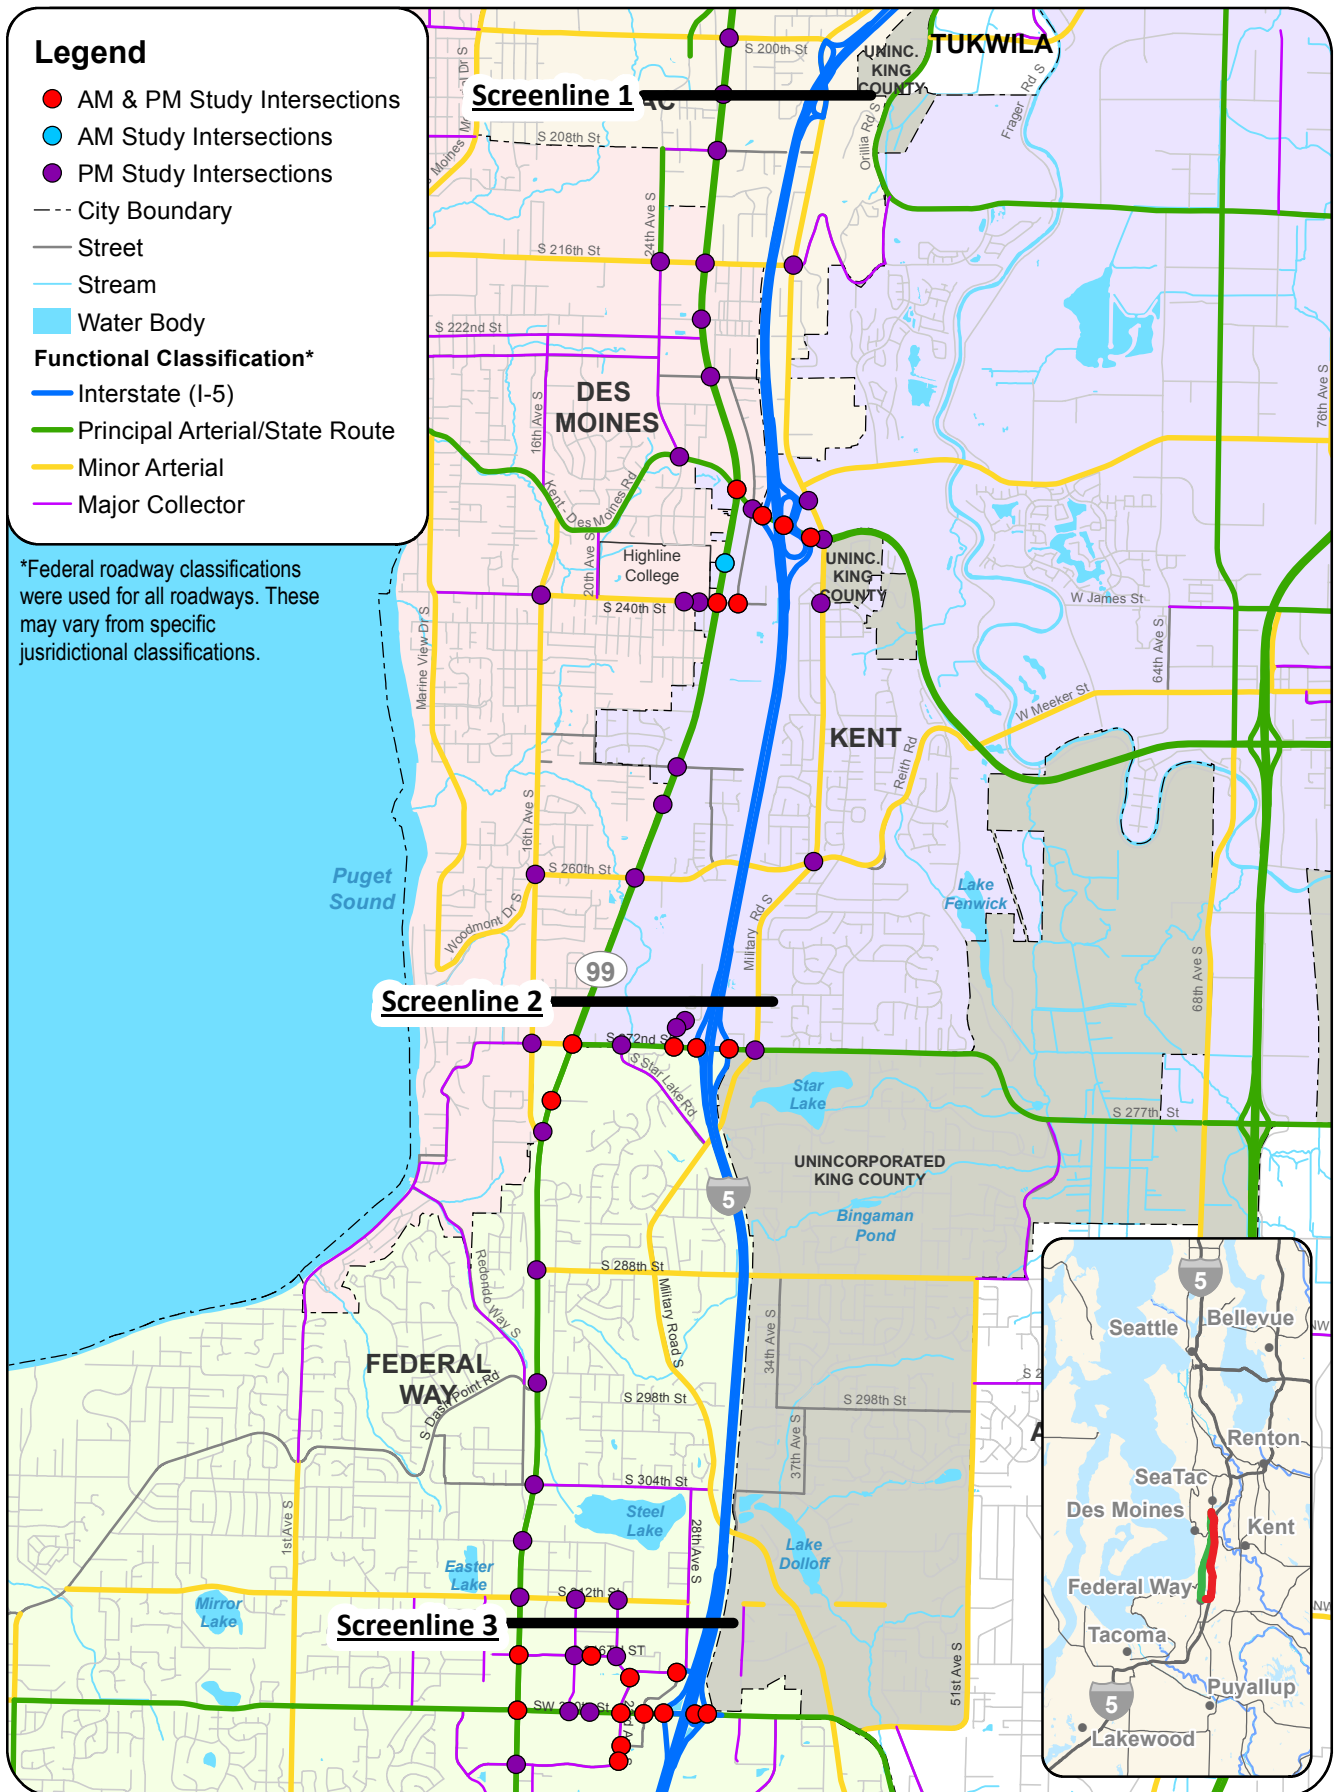 Legend
AM & PM Study Intersections
AM Study Intersections
PM Study Intersections
City Boundary
Street
Stream
Water Body
Functional Classification*
Interstate (I-5)
Principal Arterial/State Route
Minor Arterial
Major Collector
*Federal roadway classifications
were used for all roadways. These
may vary from specific
jusridictional classifications.
TUKWILA
UNINC.
KING
COUNTY
S 200th St
Screenline 1
S 208th St
Orillia Rd S
Frager Rd S
24th Ave S
S 216th St
S 222nd St
DES
MOINES
16th Ave S
76th Ave S
Kent - Des Moines Rd
20th Ave S
Highline
College
UNINC.
KING
COUNTY
S 240th St
W James St
64th Ave S
Marine View Dr S
W Meeker St
KENT
Reith Rd
16th Ave S
S 260th St
Puget
Sound
Lake
Fenwick
Woodmont Dr S
Military Rd S
68th Ave S
99
Screenline 2
S 272nd St
S Star Lake Rd
Star
Lake
S 277th St
UNINCORPORATED
KING COUNTY
5
Bingaman
Pond
Redondo Way S
S 288th St
Military Road S
34th Ave S
FEDERAL
WAY
S Dash Point Rd
S 298th St
S 298th St
37th Ave S
S 304th St
Steel
Lake
28th Ave S
1st Ave S
Lake
Dolloff
Easter
Lake
S 312th St
Mirror
Lake
Screenline 3
51st Ave S
5
Seattle
Bellevue
Renton
SeaTac
Des Moines
Kent
Federal Way
Tacoma
Puyallup
5
Lakewood